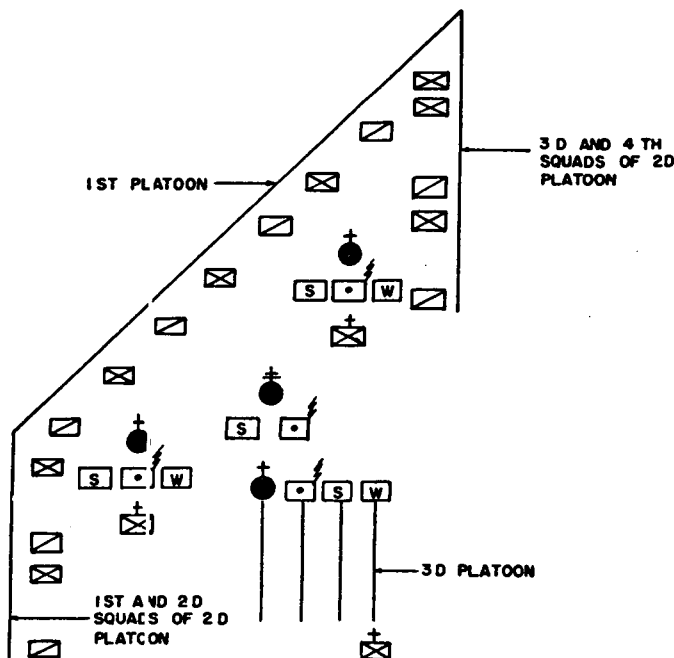 3D AND 4TH
SQUADS OF 2D
PLATOON
1ST PLATOON
S W
S
S W
S W
3D PLATOON
1ST AND 2D
SQUADS OF 2D
PLATOON